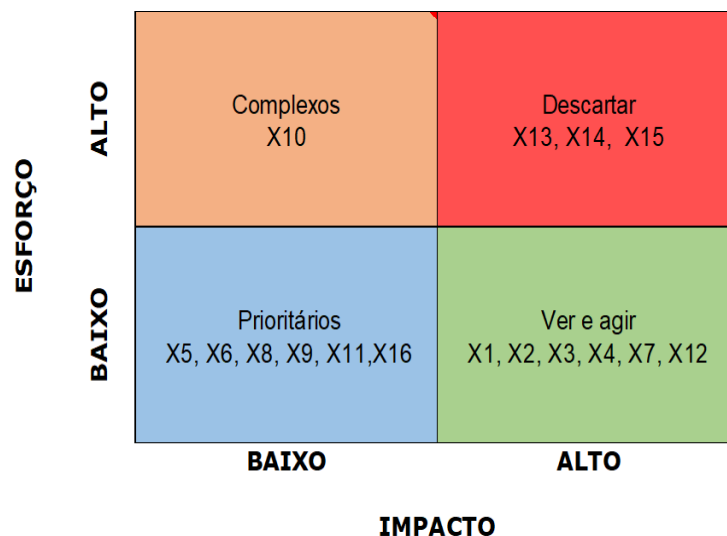 ESFORÇO
ALTO
Complexos
X10
Descartar
X13, X14, X15
BAIXO
Prioritários
X5, X6, X8, X9, X11,X16
Ver e agir
X1, X2, X3, X4, X7, X12
BAIXO
ALTO
IMPACTO